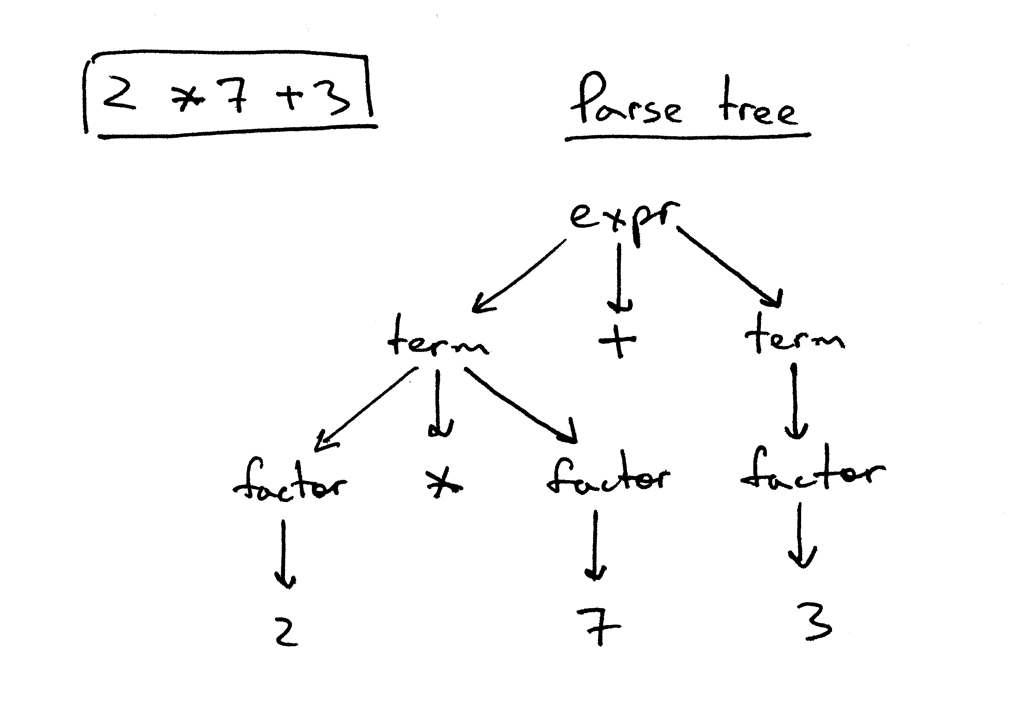 2 * 7 + 3
Parse tree
expr
term + term
factor * factor factor
2 7 3